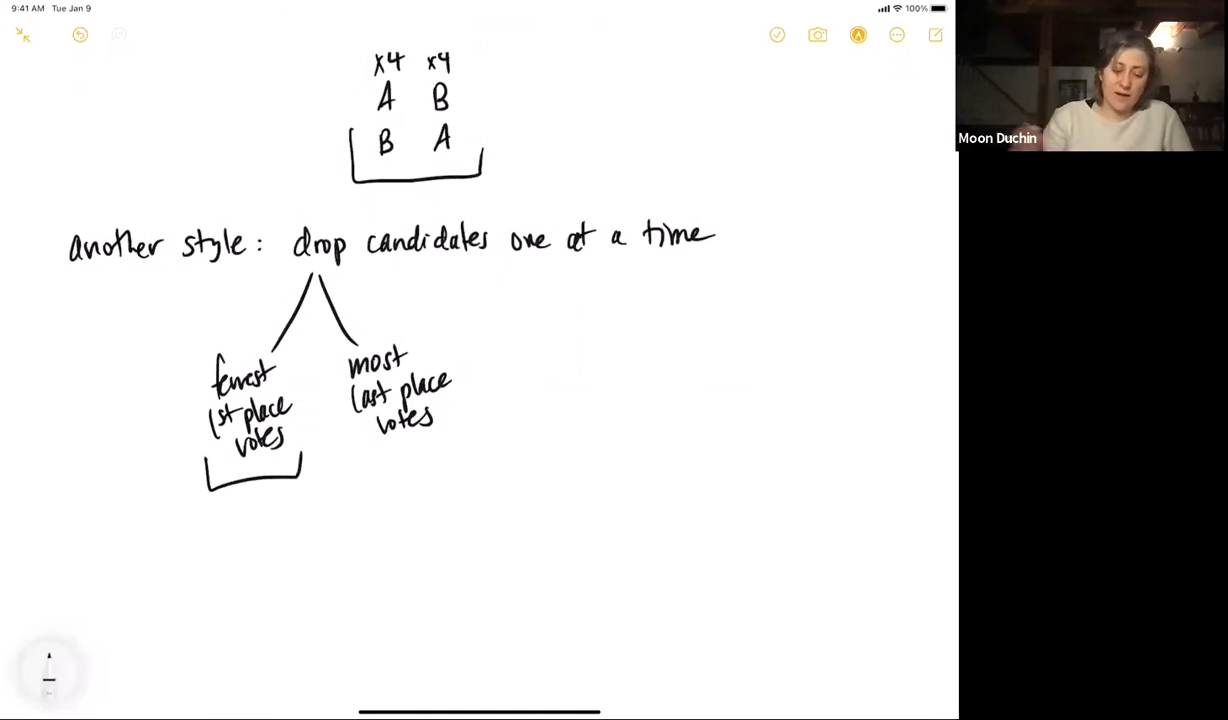 9:41 AM Tue Jan 9
100%
x4 x4
A B
B A
another style: drop candidates one at a time
fewest
1st place
votes
most
last place
votes
Moon Duchin